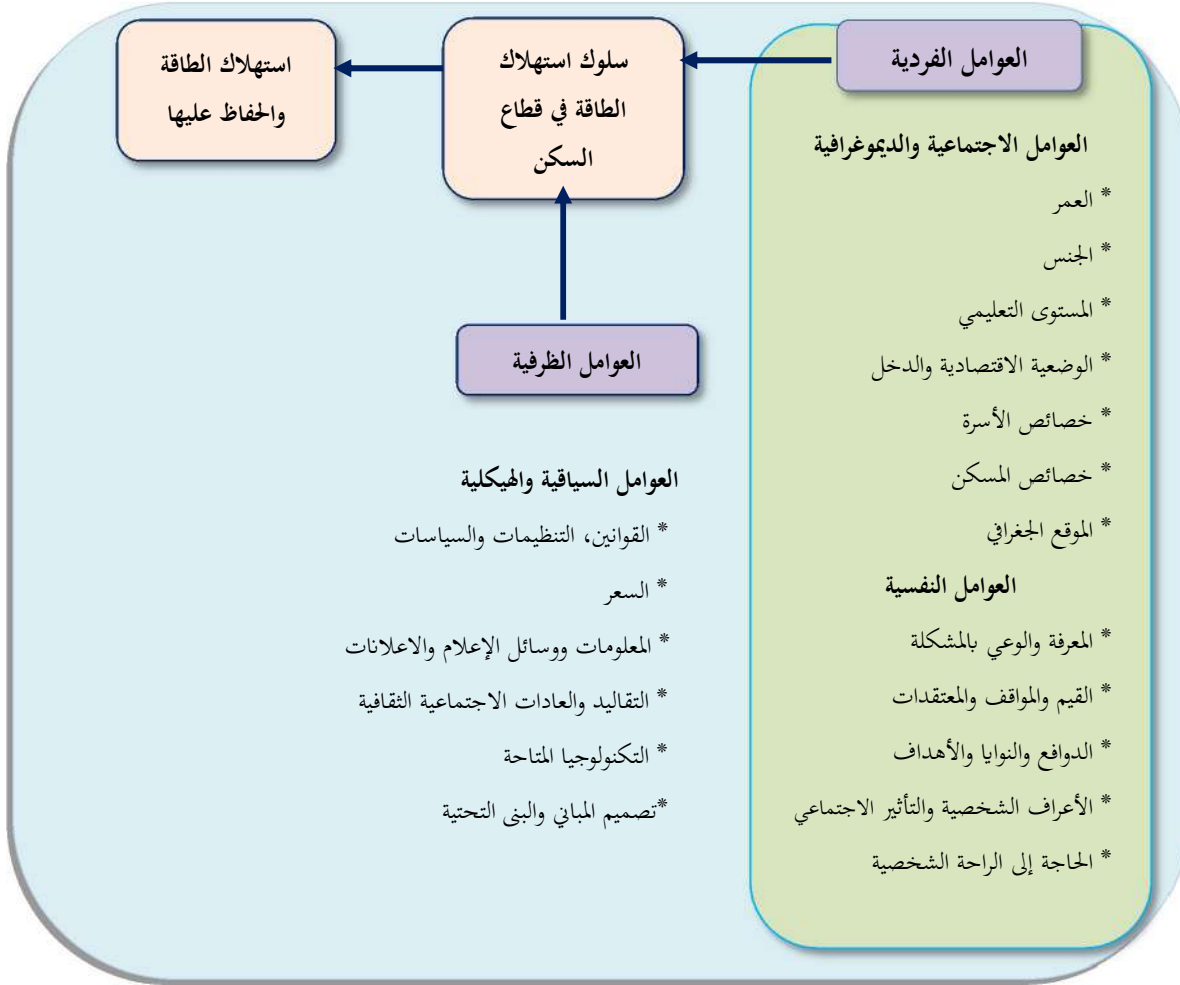 العوامل الفردية
العوامل الاجتماعية والديموغرافية
* العمر
* الجنس
* المستوى التعليمي
* الوضعية الاقتصادية والدخل
* خصائص الأسرة
* خصائص المسكن
* الموقع الجغرافي
العوامل النفسية
* المعرفة والوعي بالمشكلة
* القيم والمواقف والمعتقدات
* الدوافع والنوايا والأهداف
* الأعراف الشخصية والتأثير الاجتماعي
* الحاجة إلى الراحة الشخصية
سلوك استهلاك
الطاقة في قطاع
السكن
العوامل الظرفية
العوامل السياقية والهيكلية
* القوانين، التنظيمات والسياسات
* السعر
* المعلومات ووسائل الإعلام والاعلانات
* التقاليد والعادات الاجتماعية الثقافية
* التكنولوجيا المتاحة
*تصميم المباني والبنى التحتية
استهلاك الطاقة
والحفاظ عليها